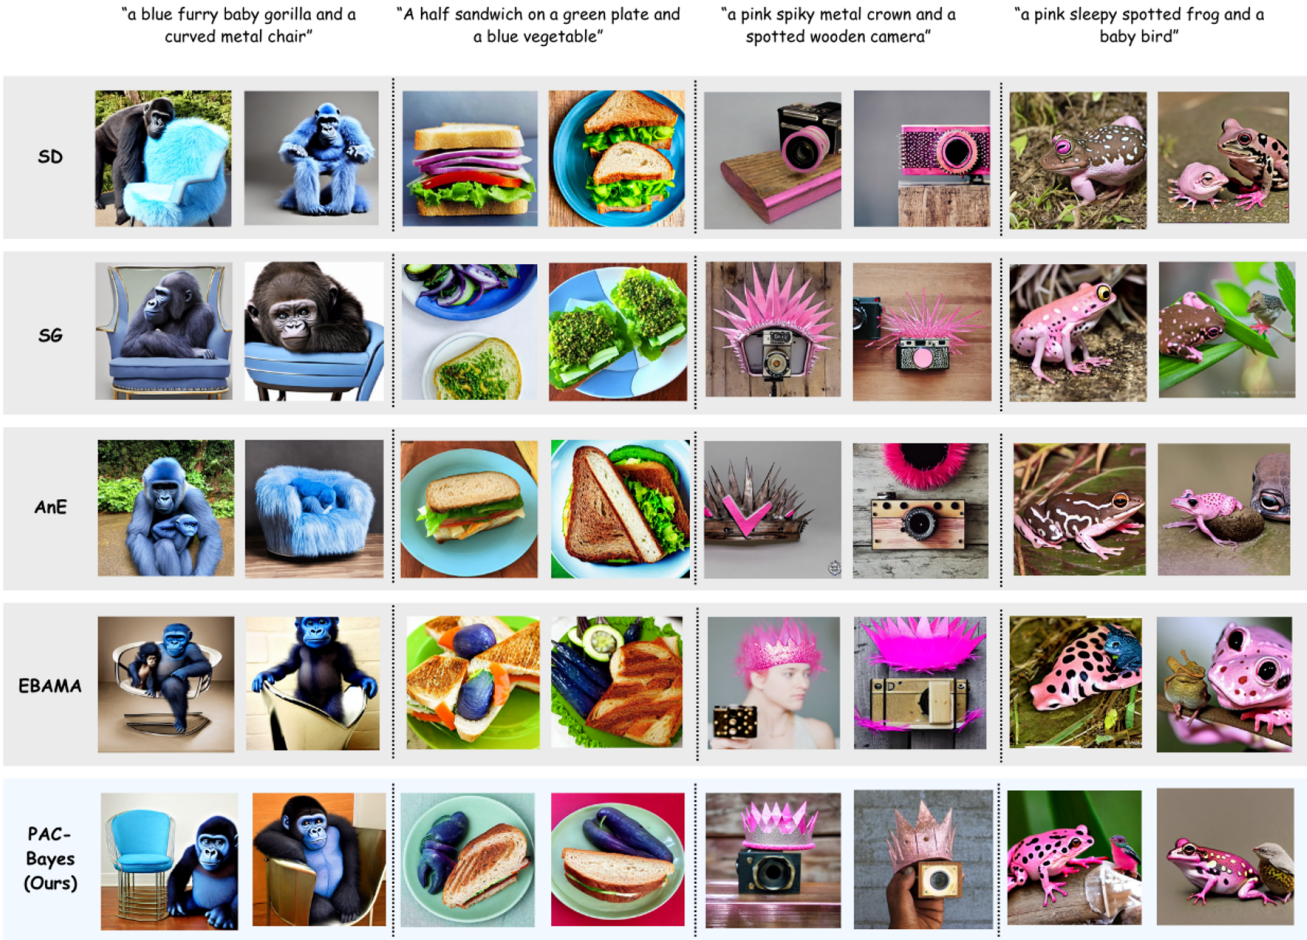 “a blue furry baby gorilla and a
curved metal chair”
“A half sandwich on a green plate and
a blue vegetable”
“a pink spiky metal crown and a
spotted wooden camera”
“a pink sleepy spotted frog and a
baby bird”
SD
SG
AnE
EBAMA
PAC-
Bayes
(Ours)